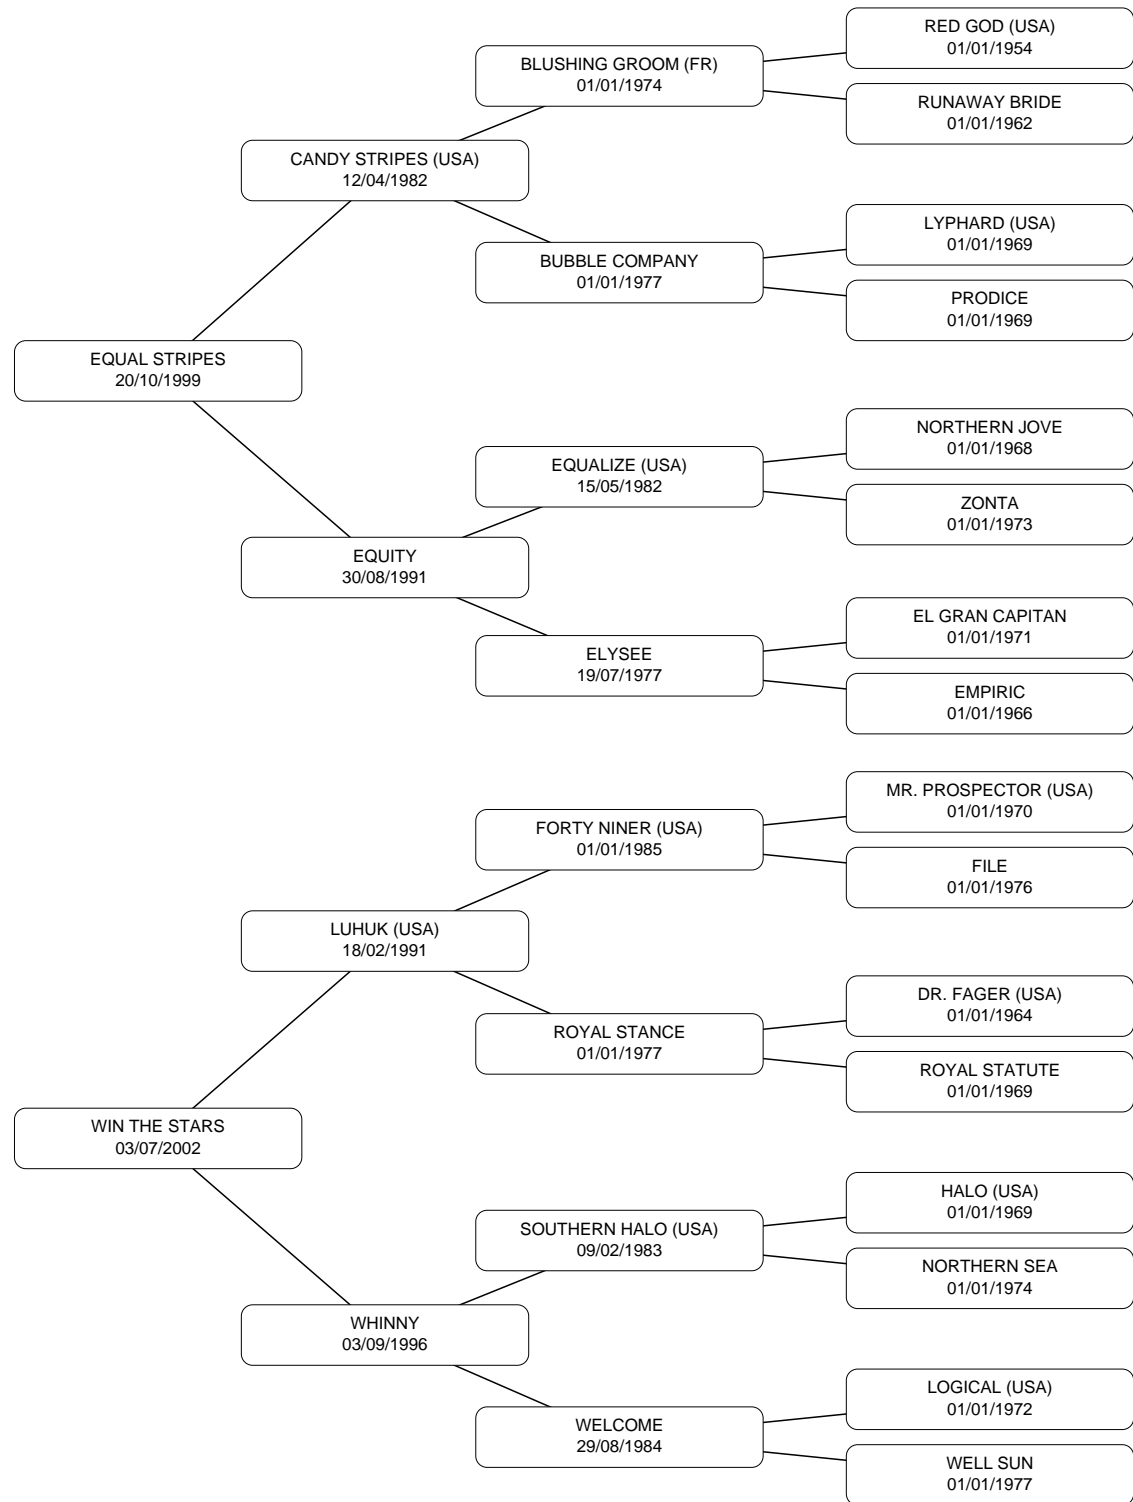 RED GOD (USA)
01/01/1954
BLUSHING GROOM (FR)
01/01/1974
RUNAWAY BRIDE
01/01/1962
CANDY STRIPES (USA)
12/04/1982
LYPHARD (USA)
01/01/1969
BUBBLE COMPANY
01/01/1977
PRODICE
01/01/1969
EQUAL STRIPES
20/10/1999
NORTHERN JOVE
01/01/1968
EQUALIZE (USA)
15/05/1982
ZONTA
01/01/1973
EQUITY
30/08/1991
EL GRAN CAPITAN
01/01/1971
ELYSEE
19/07/1977
EMPIRIC
01/01/1966
MR. PROSPECTOR (USA)
01/01/1970
FORTY NINER (USA)
01/01/1985
FILE
01/01/1976
LUHUK (USA)
18/02/1991
DR. FAGER (USA)
01/01/1964
ROYAL STANCE
01/01/1977
ROYAL STATUTE
01/01/1969
WIN THE STARS
03/07/2002
HALO (USA)
01/01/1969
SOUTHERN HALO (USA)
09/02/1983
NORTHERN SEA
01/01/1974
WHINNY
03/09/1996
LOGICAL (USA)
01/01/1972
WELCOME
29/08/1984
WELL SUN
01/01/1977